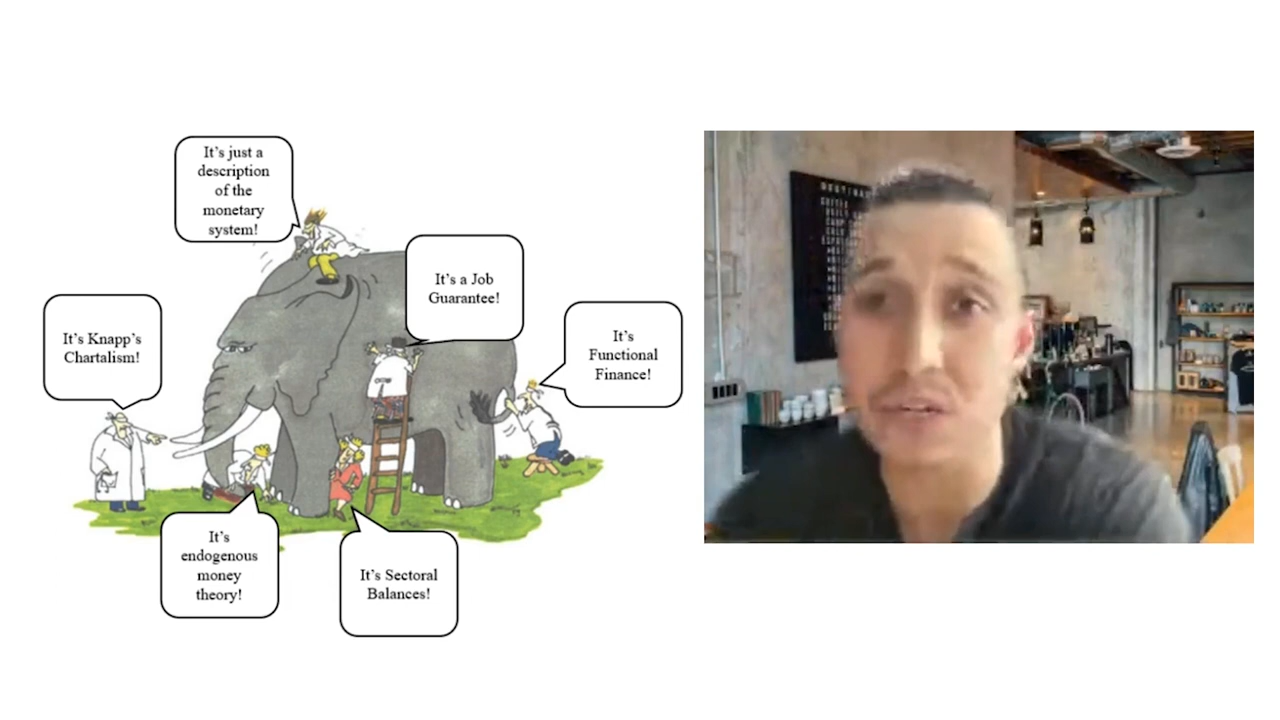 It's just a
description
of the
monetary
system!
It's a Job
Guarantee!
It's Knapp's
Chartalism!
It's
Functional
Finance!
It's
endogenous
money
theory!
It's Sectoral
Balances!